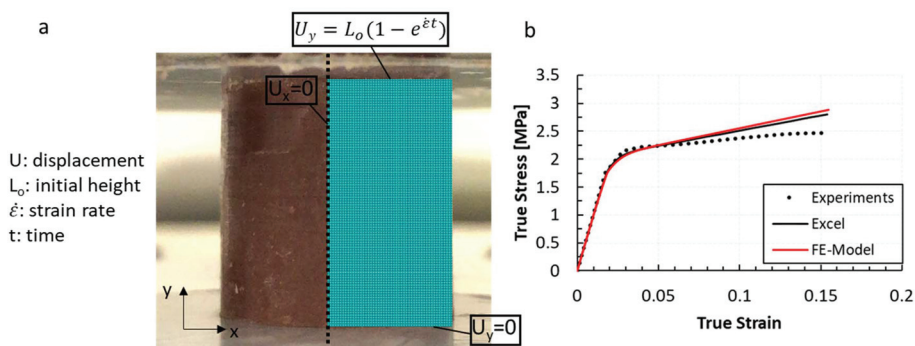 a
U_y = L_o(1 − e^{ε̇t})
U_x=0
U: displacement
L_o: initial height
ε̇: strain rate
t: time
y
x
U_y=0
b
True Stress [MPa]
3.5
3
2.5
2
1.5
1
0.5
0
0 0.05 0.1 0.15 0.2
True Strain
Experiments
Excel
FE-Model